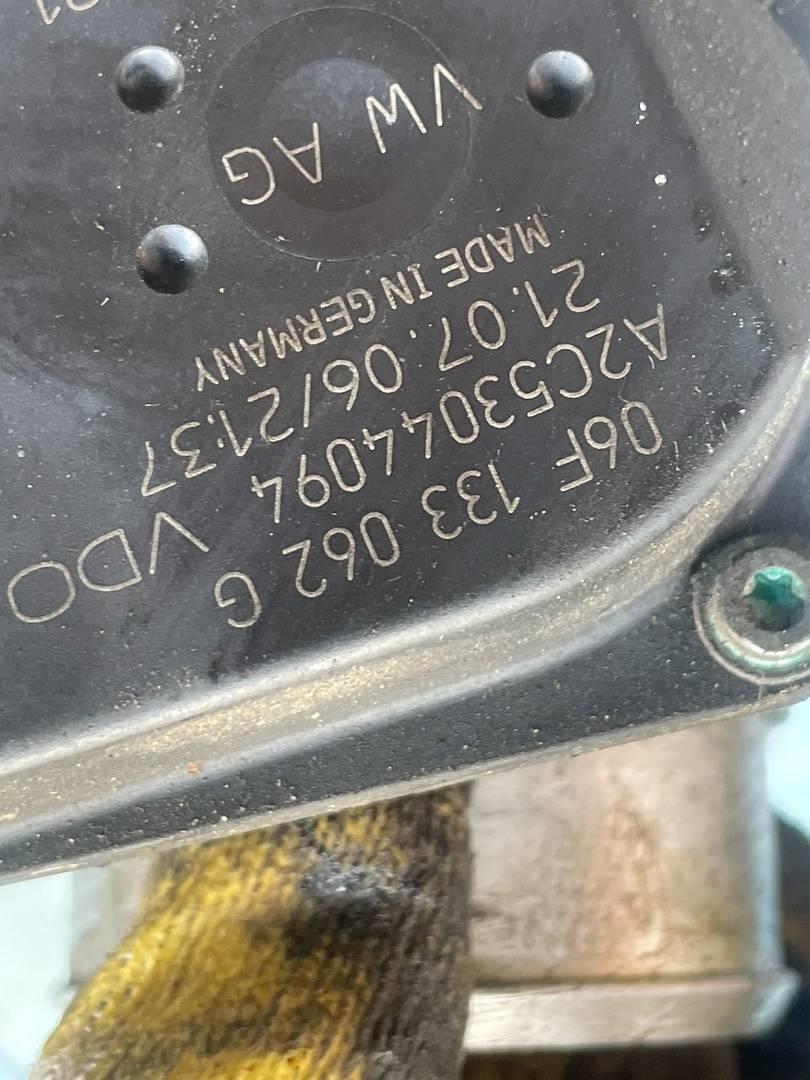 06F 133 062 G
A2C53044094 VDO
21.07.06/21:37
MADE IN GERMANY
VW AG